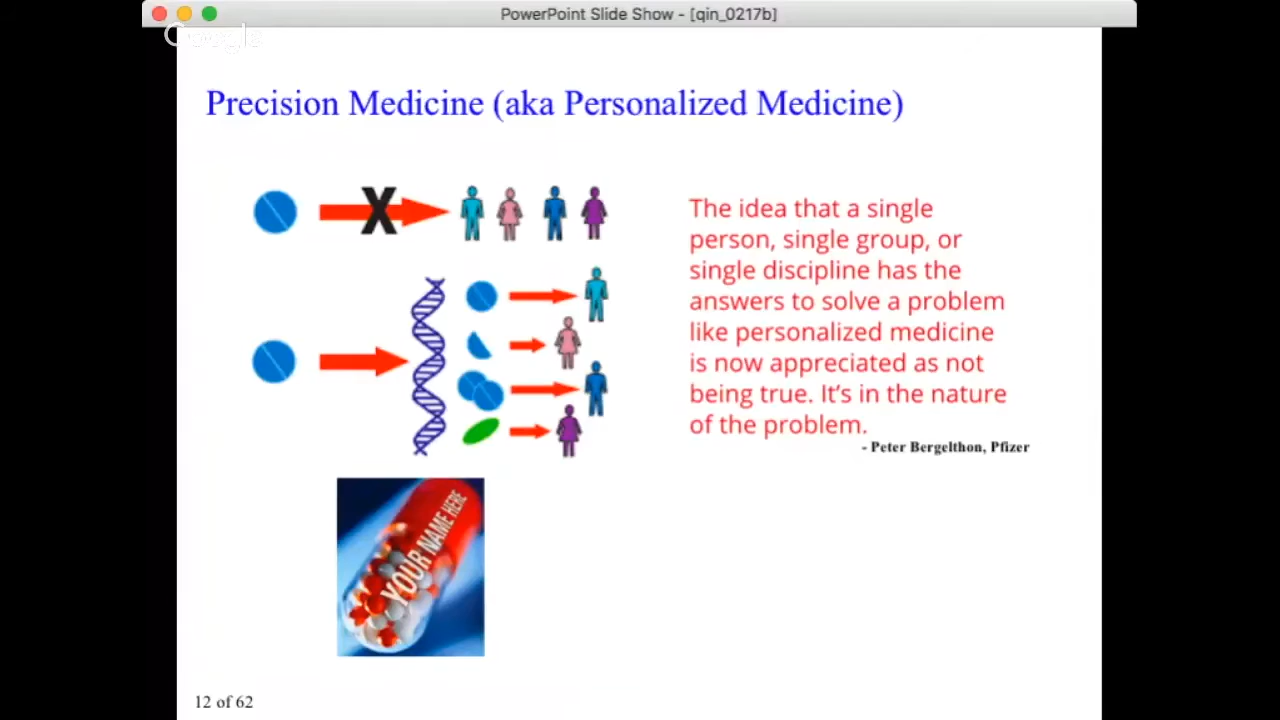 PowerPoint Slide Show - [qin_0217b]
Google
Precision Medicine (aka Personalized Medicine)
X
The idea that a single
person, single group, or
single discipline has the
answers to solve a problem
like personalized medicine
is now appreciated as not
being true. It's in the nature
of the problem.
- Peter Bergelthon, Pfizer
YOUR NAME HERE
12 of 62